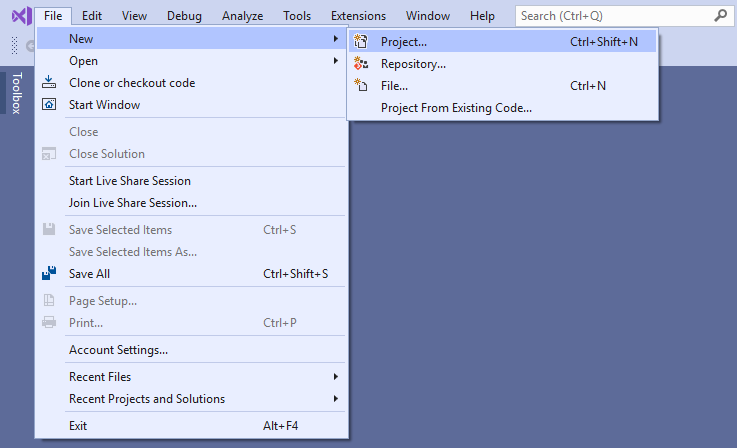 File Edit View Debug Analyze Tools Extensions Window Help Search (Ctrl+Q)
New
Project... Ctrl+Shift+N
Open
Repository...
Clone or checkout code
File... Ctrl+N
Start Window
Project From Existing Code...
Toolbox
Close
Close Solution
Start Live Share Session
Join Live Share Session...
Save Selected Items Ctrl+S
Save Selected Items As...
Save All Ctrl+Shift+S
Page Setup...
Print... Ctrl+P
Account Settings...
Recent Files
Recent Projects and Solutions
Exit Alt+F4